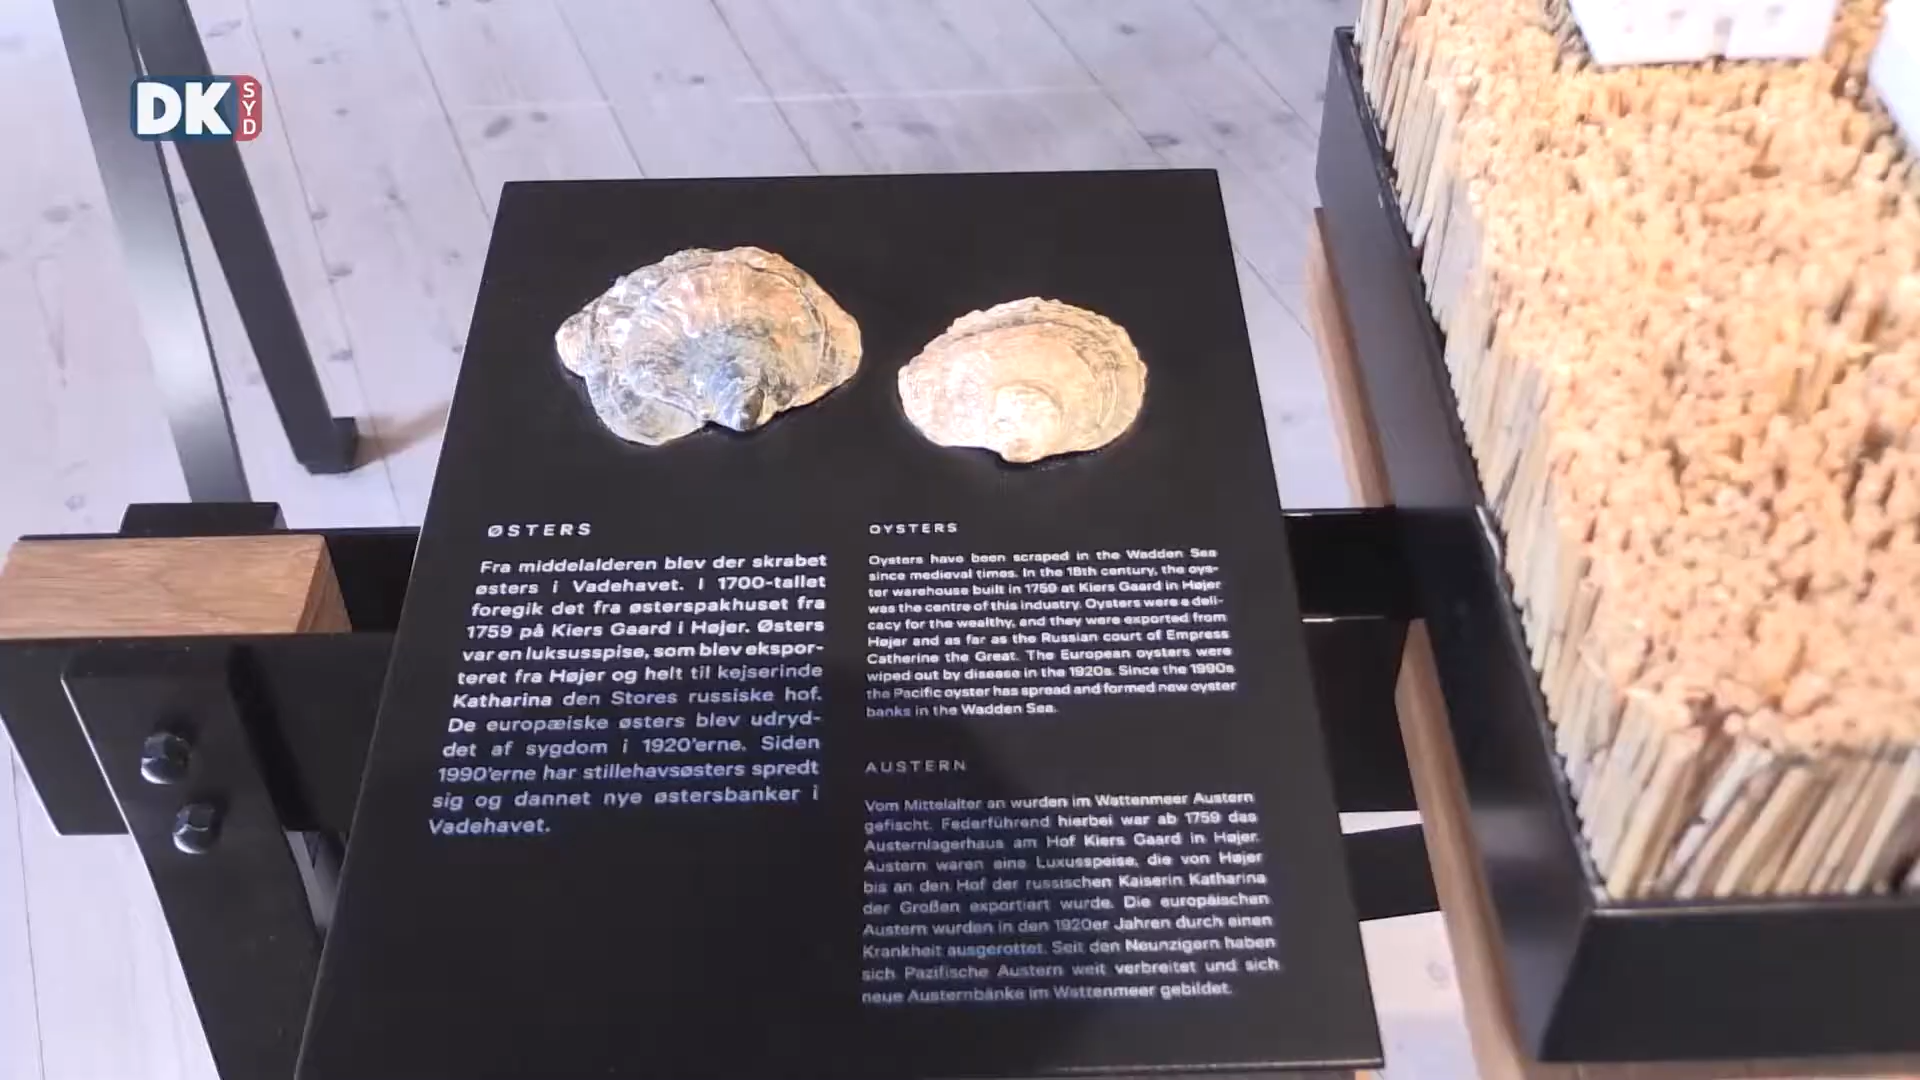 DK
SYD
ØSTERS
Fra middelalderen blev der skrabet
østers i Vadehavet. I 1700-tallet
foregik det fra østerspakhuset fra
1759 på Kiers Gaard i Højer. Østers
var en luksusspise, som blev ekspor-
teret fra Højer og helt til kejserinde
Katharina den Stores russiske hof.
De europæiske østers blev udryd-
det af sygdom i 1920'erne. Siden
1990'erne har stillehavsøsters spredt
sig og dannet nye østersbanker i
Vadehavet.
OYSTERS
Oysters have been scraped in the Wadden Sea
since medieval times. In the 18th century, the oys-
ter warehouse built in 1759 at Kiers Gaard in Højer
was the centre of this industry. Oysters were a deli-
cacy for the wealthy, and they were exported from
Højer and as far as the Russian court of Empress
Catherine the Great. The European oysters were
wiped out by disease in the 1920s. Since the 1990s
the Pacific oyster has spread and formed new oyster
banks in the Wadden Sea.
AUSTERN
Vom Mittelalter an wurden im Wattenmeer Austern
gefischt. Federführend hierbei war ab 1759 das
Austernlagerhaus am Hof Kiers Gaard in Højer.
Austern waren eine Luxusspeise, die von Højer
bis an den Hof der russischen Kaiserin Katharina
der Großen exportiert wurde. Die europäischen
Austern wurden in den 1920er Jahren durch einen
Krankheit ausgerottet. Seit den Neunzigern haben
sich Pazifische Austern weit verbreitet und sich
neue Austernbänke im Wattenmeer gebildet.